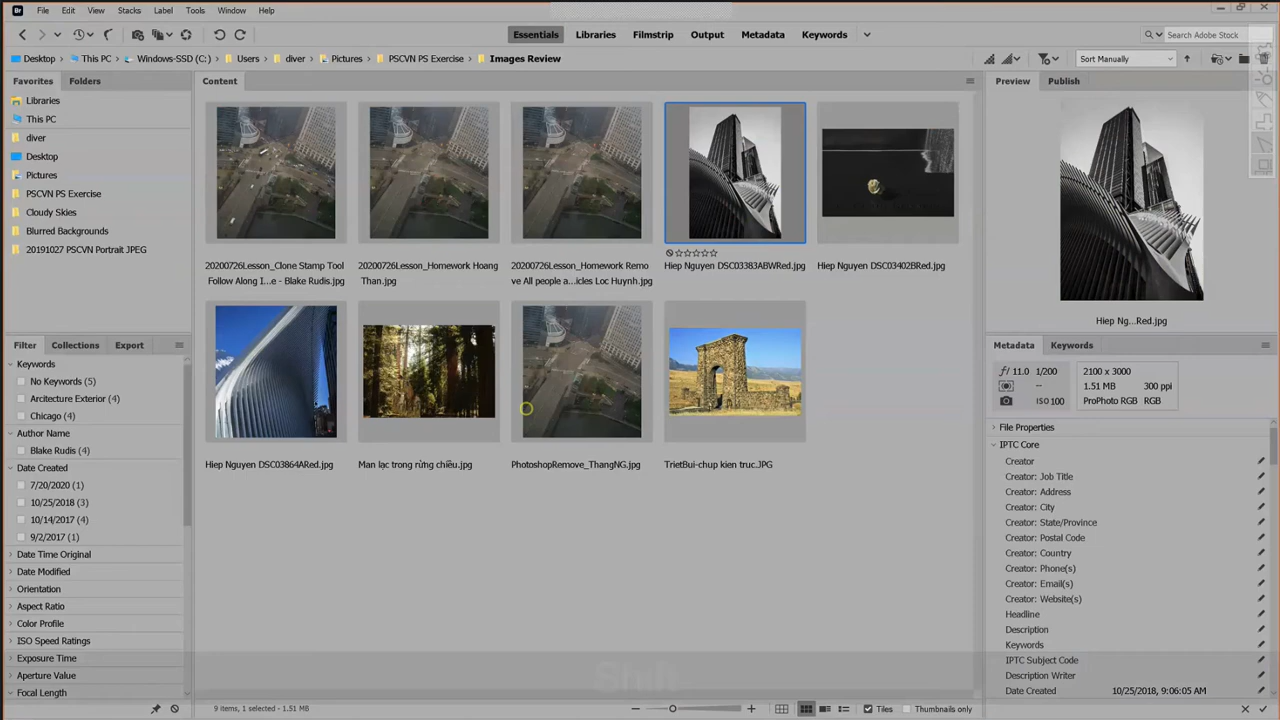 Br File Edit View Stacks Label Tools Window Help
Essentials Libraries Filmstrip Output Metadata Keywords Search Adobe Stock
Desktop This PC Windows-SSD (C:) Users diver Pictures PSCVN PS Exercise Images Review Sort Manually
Favorites Folders
Libraries
This PC
diver
Desktop
Pictures
PSCVN PS Exercise
Cloudy Skies
Blurred Backgrounds
20191027 PSCVN Portrait JPEG
Filter Collections Export
Keywords
No Keywords (5)
Arcitecture Exterior (4)
Chicago (4)
Author Name
Blake Rudis (4)
Date Created
7/20/2020 (1)
10/25/2018 (3)
10/14/2017 (4)
9/2/2017 (1)
Date Time Original
Date Modified
Orientation
Aspect Ratio
Color Profile
ISO Speed Ratings
Exposure Time
Aperture Value
Focal Length
Content
20200726Lesson_Clone Stamp Tool
Follow Along I...e - Blake Rudis.jpg
20200726Lesson_Homework Hoang
Than.jpg
20200726Lesson_Homework Remo
ve All people a...icles Loc Huynh.jpg
Hiep Nguyen DSC03383ABWRed.jpg
Hiep Nguyen DSC03402BRed.jpg
Hiep Nguyen DSC03864ARed.jpg
Man lạc trong rừng chiều.jpg
PhotoshopRemove_ThangNG.jpg
TrietBui-chup kien truc.JPG
Shift
9 items, 1 selected - 1.51 MB
Tiles
Thumbnails only
Preview Publish
Hiep Ng...Red.jpg
Metadata Keywords
f/ 11.0 1/200
--
ISO 100
2100 x 3000
1.51 MB 300 ppi
ProPhoto RGB RGB
File Properties
IPTC Core
Creator
Creator: Job Title
Creator: Address
Creator: City
Creator: State/Province
Creator: Postal Code
Creator: Country
Creator: Phone(s)
Creator: Email(s)
Creator: Website(s)
Headline
Description
Keywords
IPTC Subject Code
Description Writer
Date Created 10/25/2018, 9:06:05 AM